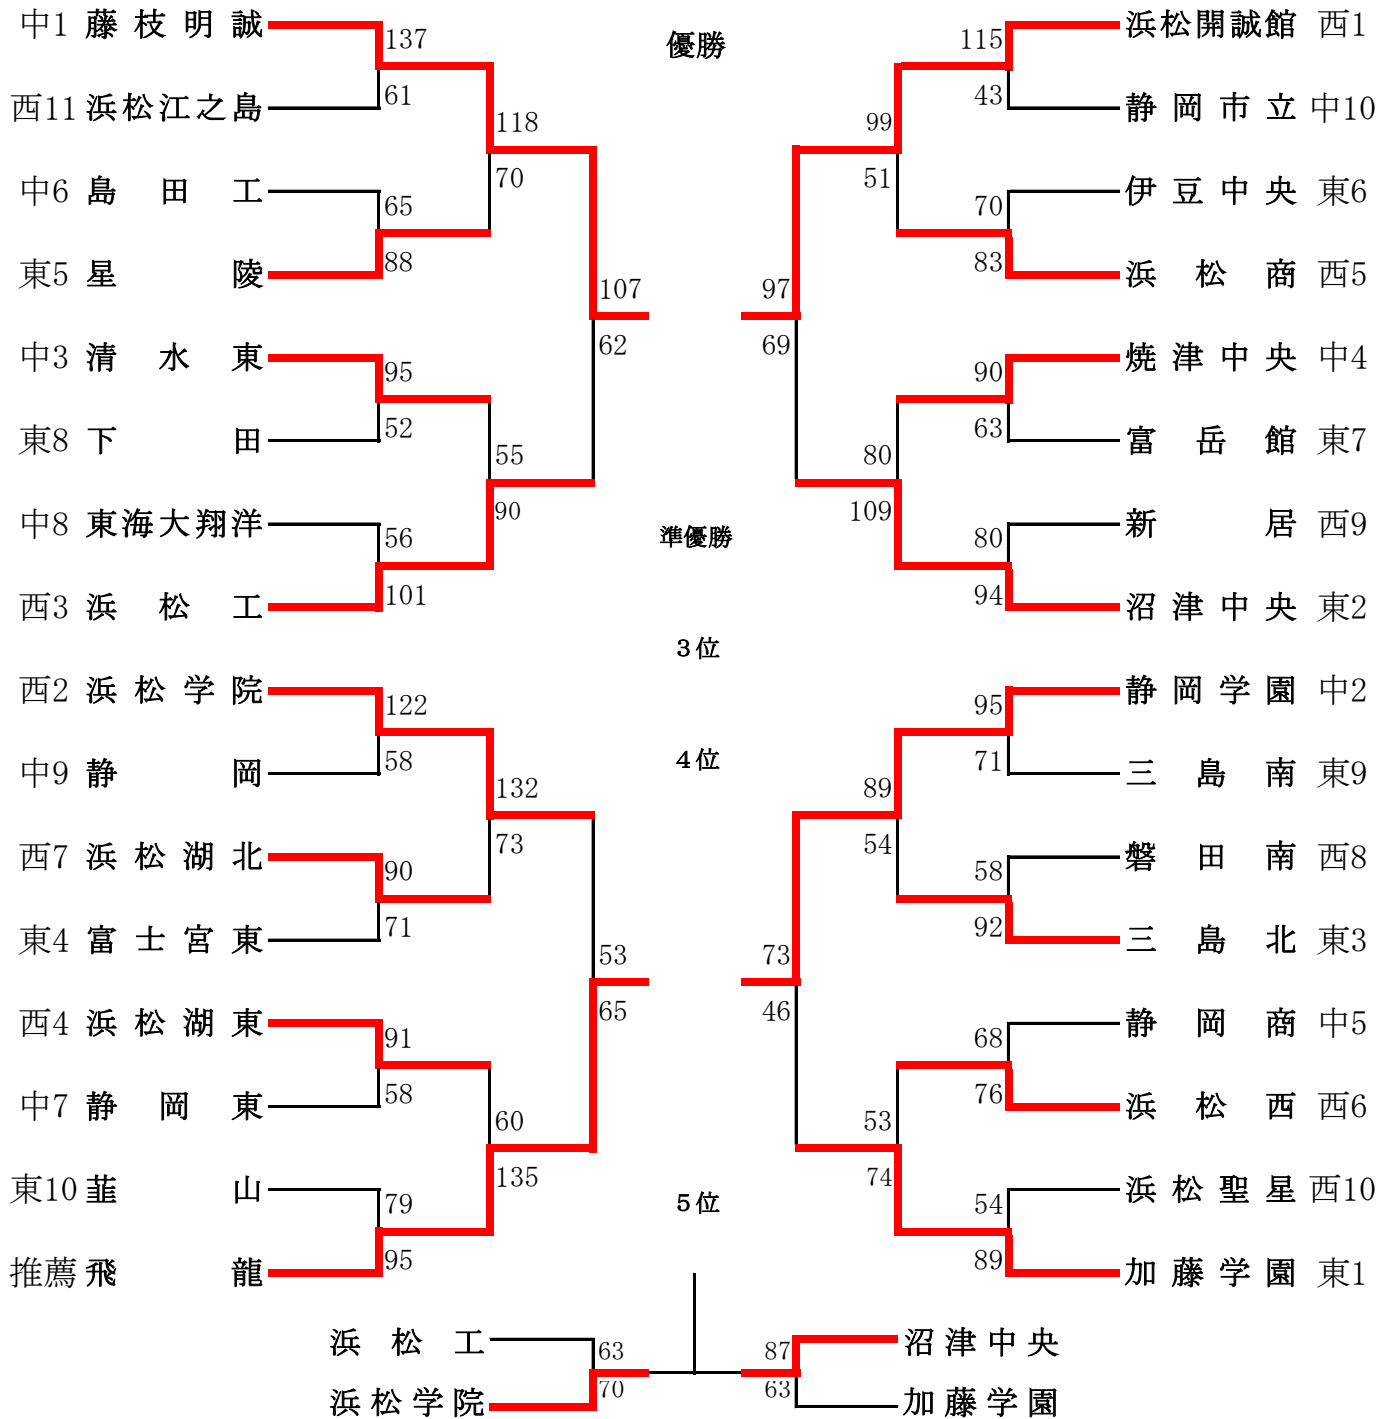 中1 藤枝明誠 137 優勝 115 浜松開誠館 西1
西11 浜松江之島 61 43 静岡市立 中10
118 99
70 51
中6 島田工 65 70 伊豆中央 東6
東5 星陵 88 83 浜松商 西5
107 97
62 69
中3 清水東 95 90 焼津中央 中4
東8 下田 52 63 富岳館 東7
55 80
90 109
中8 東海大翔洋 56 準優勝 80 新居 西9
西3 浜松工 101 94 沼津中央 東2
3位
西2 浜松学院 122 95 静岡学園 中2
中9 静岡 58 4位 71 三島南 東9
132 89
73 54
西7 浜松湖北 90 58 磐田南 西8
東4 富士宮東 71 92 三島北 東3
53 73
65 46
西4 浜松湖東 91 68 静岡商 中5
中7 静岡東 58 76 浜松西 西6
60 53
135 74
東10 韮山 79 5位 54 浜松聖星 西10
推薦 飛龍 95 89 加藤学園 東1
浜松工 63 87 沼津中央
浜松学院 70 63 加藤学園